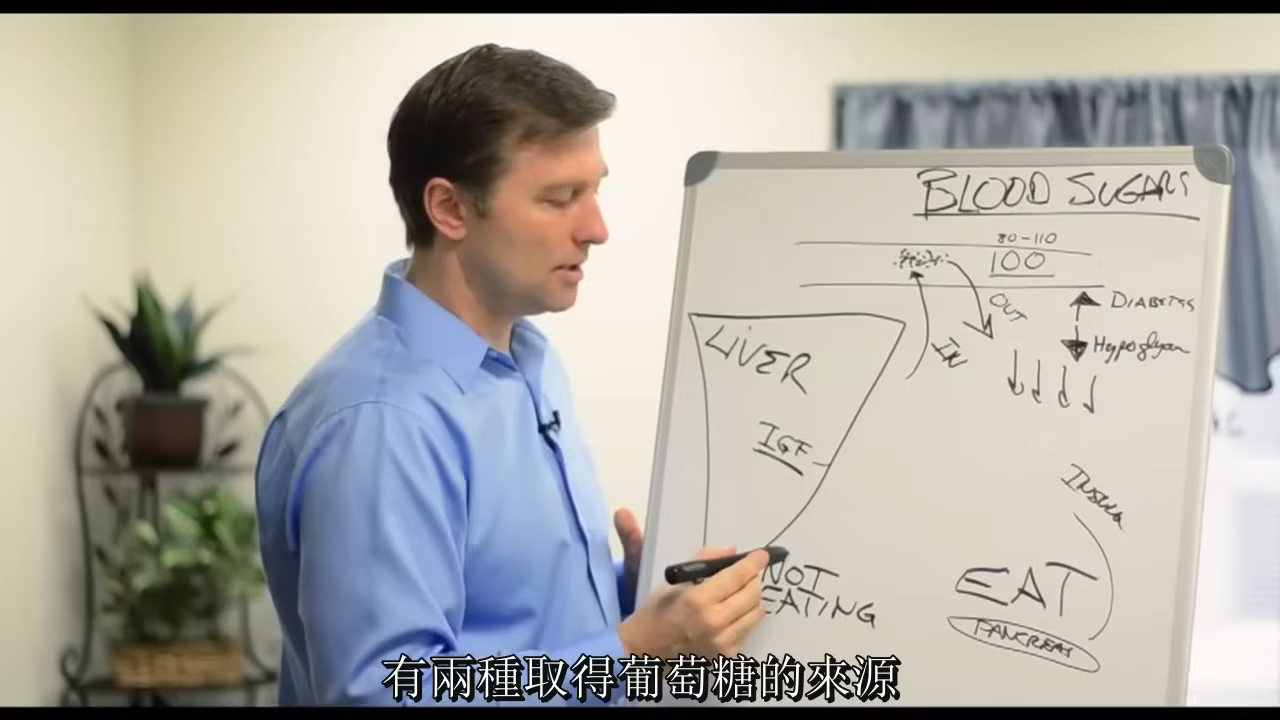 BLOOD SUGARS
80-110
100
OUT
IN
DIABETES
Hypoglycem
LIVER
IGF
INSULIN
NOT
EATING
EAT
PANCREAS
有兩種取得葡萄糖的來源